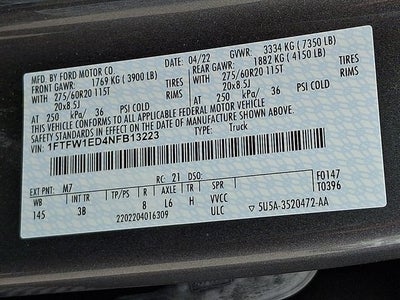 MFD. BY FORD MOTOR CO. 04/22 GVWR: 3334 KG (7350 LB)
FRONT GAWR: 1769 KG (3900 LB) REAR GAWR: 1882 KG (4150 LB)
WITH 275/60R20 115T TIRES WITH 275/60R20 115T TIRES
20x8.5J RIMS 20x8.5J RIMS
AT 250 kPa/ 36 PSI COLD AT 250 kPa/ 36 PSI COLD
THIS VEHICLE CONFORMS TO ALL APPLICABLE FEDERAL MOTOR VEHICLE
SAFETY STANDARDS IN EFFECT ON THE DATE OF MANUFACTURE SHOWN ABOVE.
VIN: 1FTFW1ED4NFB13223 TYPE: Truck
EXT PNT: M7 RC: 21 DSO: F0147
WB INT TR TP/PS R AXLE TR SPR T0396
145 3B 8 L6 H VVCC
2202204016309 ULC 5U5A-3520472-AA